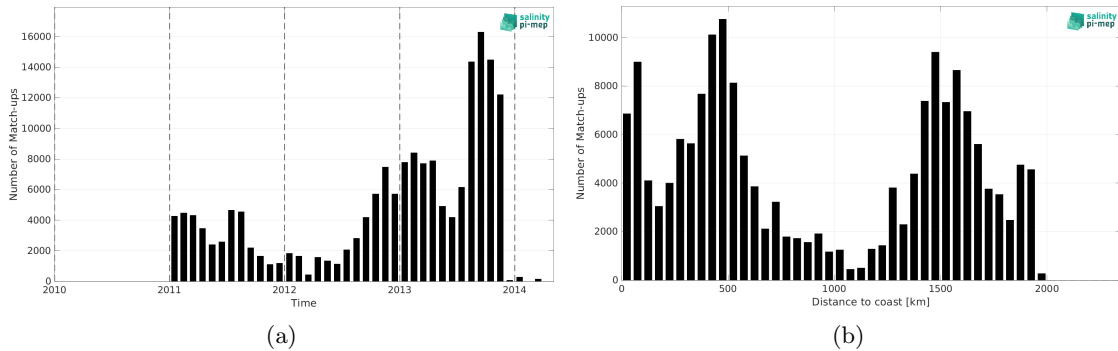 salinity
pi-mep
16000
14000
12000
10000
8000
6000
4000
2000
0
Number of Match-ups
2010
2011
2012
2013
2014
Time
(a)
salinity
pi-mep
10000
8000
6000
4000
2000
0
Number of Match-ups
0
500
1000
1500
2000
Distance to coast [km]
(b)